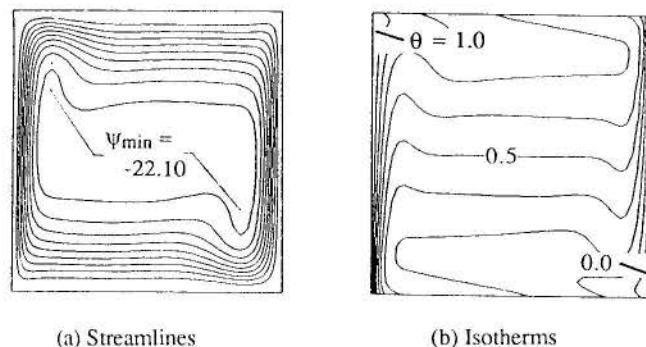 Ψmin =
-22.10
θ = 1.0
0.5
0.0
(a) Streamlines
(b) Isotherms